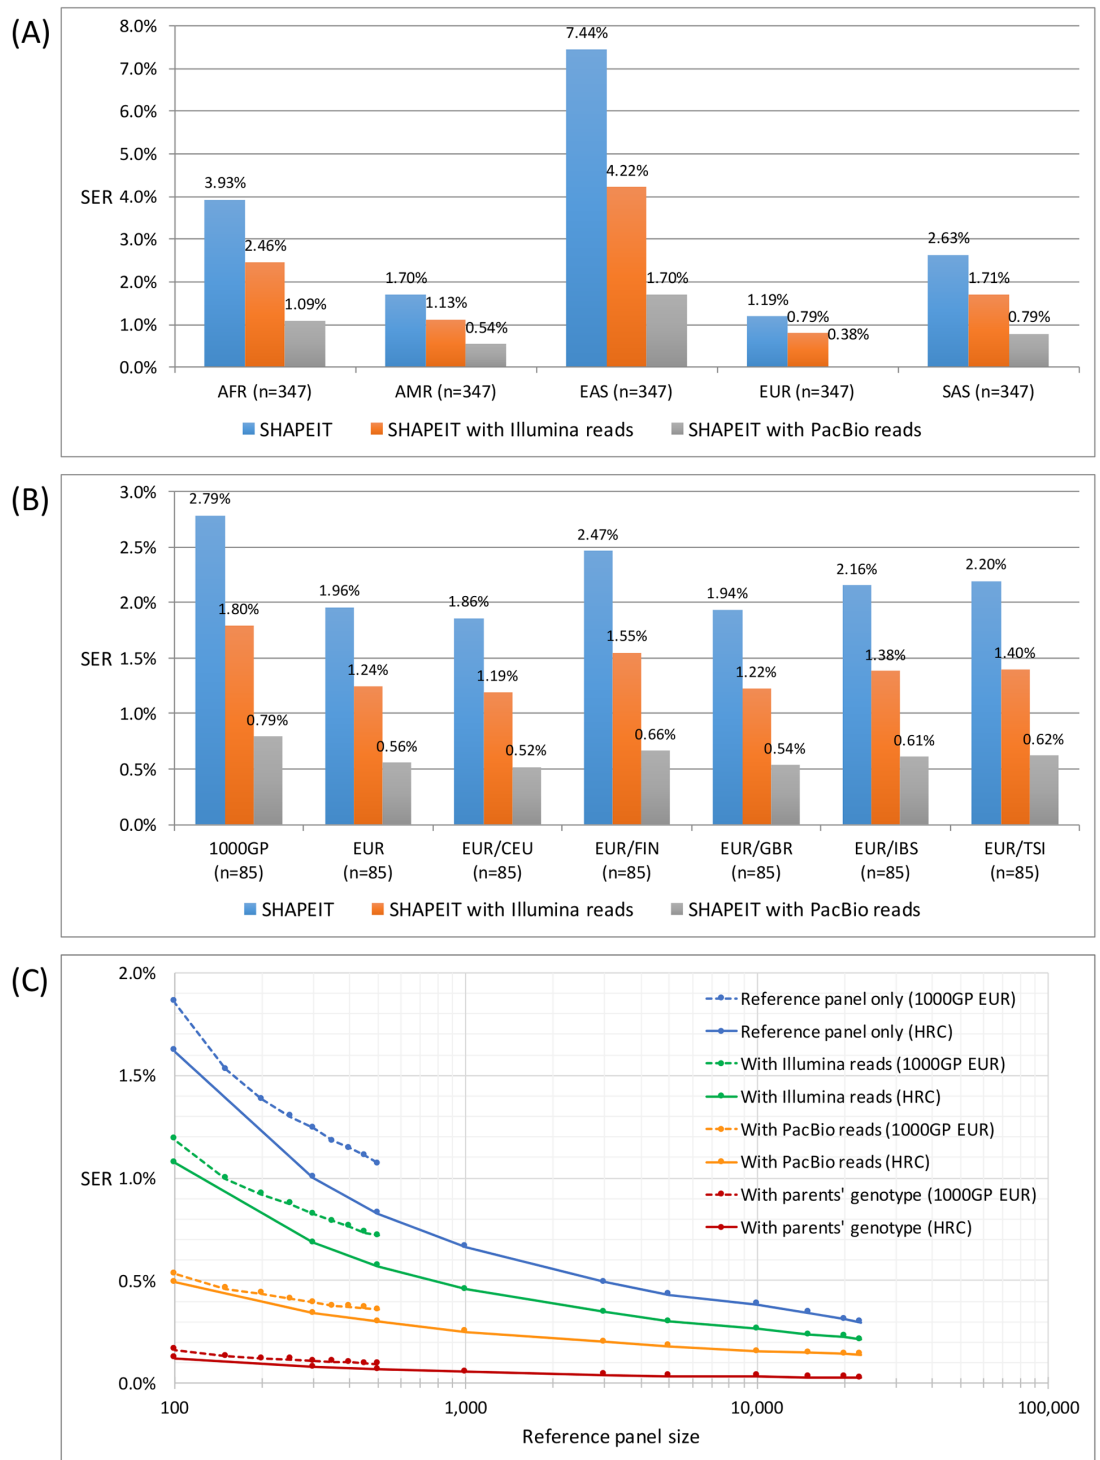 (A)
8.0%
7.0%
6.0%
5.0%
SER 4.0%
3.0%
2.0%
1.0%
0.0%
3.93%
2.46%
1.09%
1.70%
1.13%
0.54%
7.44%
4.22%
1.70%
1.19%
0.79%
0.38%
2.63%
1.71%
0.79%
AFR (n=347) AMR (n=347) EAS (n=347) EUR (n=347) SAS (n=347)
SHAPEIT SHAPEIT with Illumina reads SHAPEIT with PacBio reads
(B)
3.0%
2.5%
2.0%
SER 1.5%
1.0%
0.5%
0.0%
2.79%
1.80%
0.79%
1.96%
1.24%
0.56%
1.86%
1.19%
0.52%
2.47%
1.55%
0.66%
1.94%
1.22%
0.54%
2.16%
1.38%
0.61%
2.20%
1.40%
0.62%
1000GP EUR EUR/CEU EUR/FIN EUR/GBR EUR/IBS EUR/TSI
(n=85) (n=85) (n=85) (n=85) (n=85) (n=85) (n=85)
SHAPEIT SHAPEIT with Illumina reads SHAPEIT with PacBio reads
(C)
2.0%
1.5%
SER 1.0%
0.5%
0.0%
Reference panel only (1000GP EUR)
Reference panel only (HRC)
With Illumina reads (1000GP EUR)
With Illumina reads (HRC)
With PacBio reads (1000GP EUR)
With PacBio reads (HRC)
With parents' genotype (1000GP EUR)
With parents' genotype (HRC)
100 1,000 10,000 100,000
Reference panel size